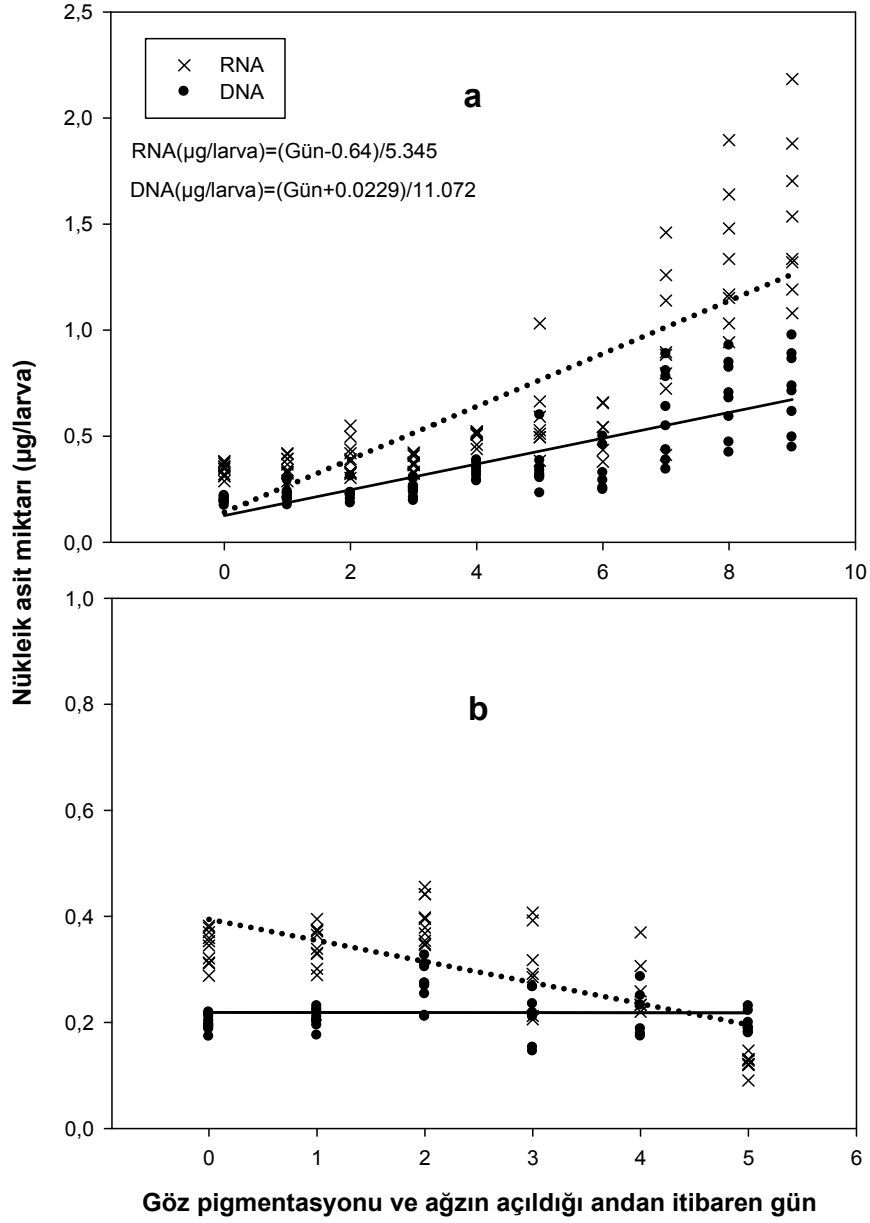 2,5
RNA
DNA
a
2,0
RNA(µg/larva)=(Gün-0.64)/5.345
DNA(µg/larva)=(Gün+0.0229)/11.072
1,5
1,0
0,5
0,0
0 2 4 6 8 10
Nükleik asit miktarı (µg/larva)
1,0
b
0,8
0,6
0,4
0,2
0,0
0 1 2 3 4 5 6
Göz pigmentasyonu ve ağzın açıldığı andan itibaren gün